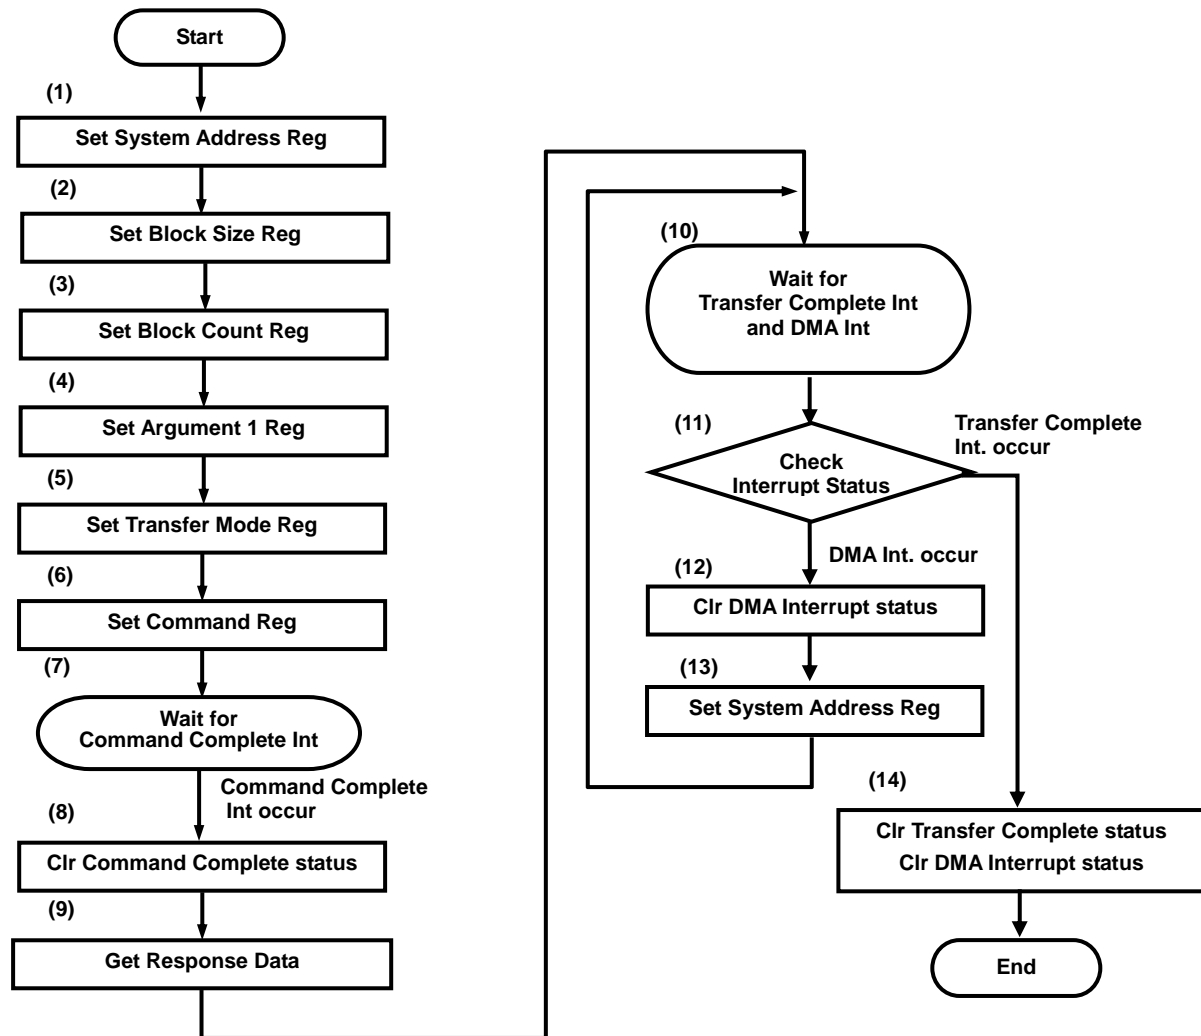 Start
(1)
Set System Address Reg
(2)
Set Block Size Reg
(3)
Set Block Count Reg
(4)
Set Argument 1 Reg
(5)
Set Transfer Mode Reg
(6)
Set Command Reg
(7)
Wait for
Command Complete Int
Command Complete
Int occur
(8)
Clr Command Complete status
(9)
Get Response Data
(10)
Wait for
Transfer Complete Int
and DMA Int
(11)
Check
Interrupt Status
Transfer Complete
Int. occur
DMA Int. occur
(12)
Clr DMA Interrupt status
(13)
Set System Address Reg
(14)
Clr Transfer Complete status
Clr DMA Interrupt status
End